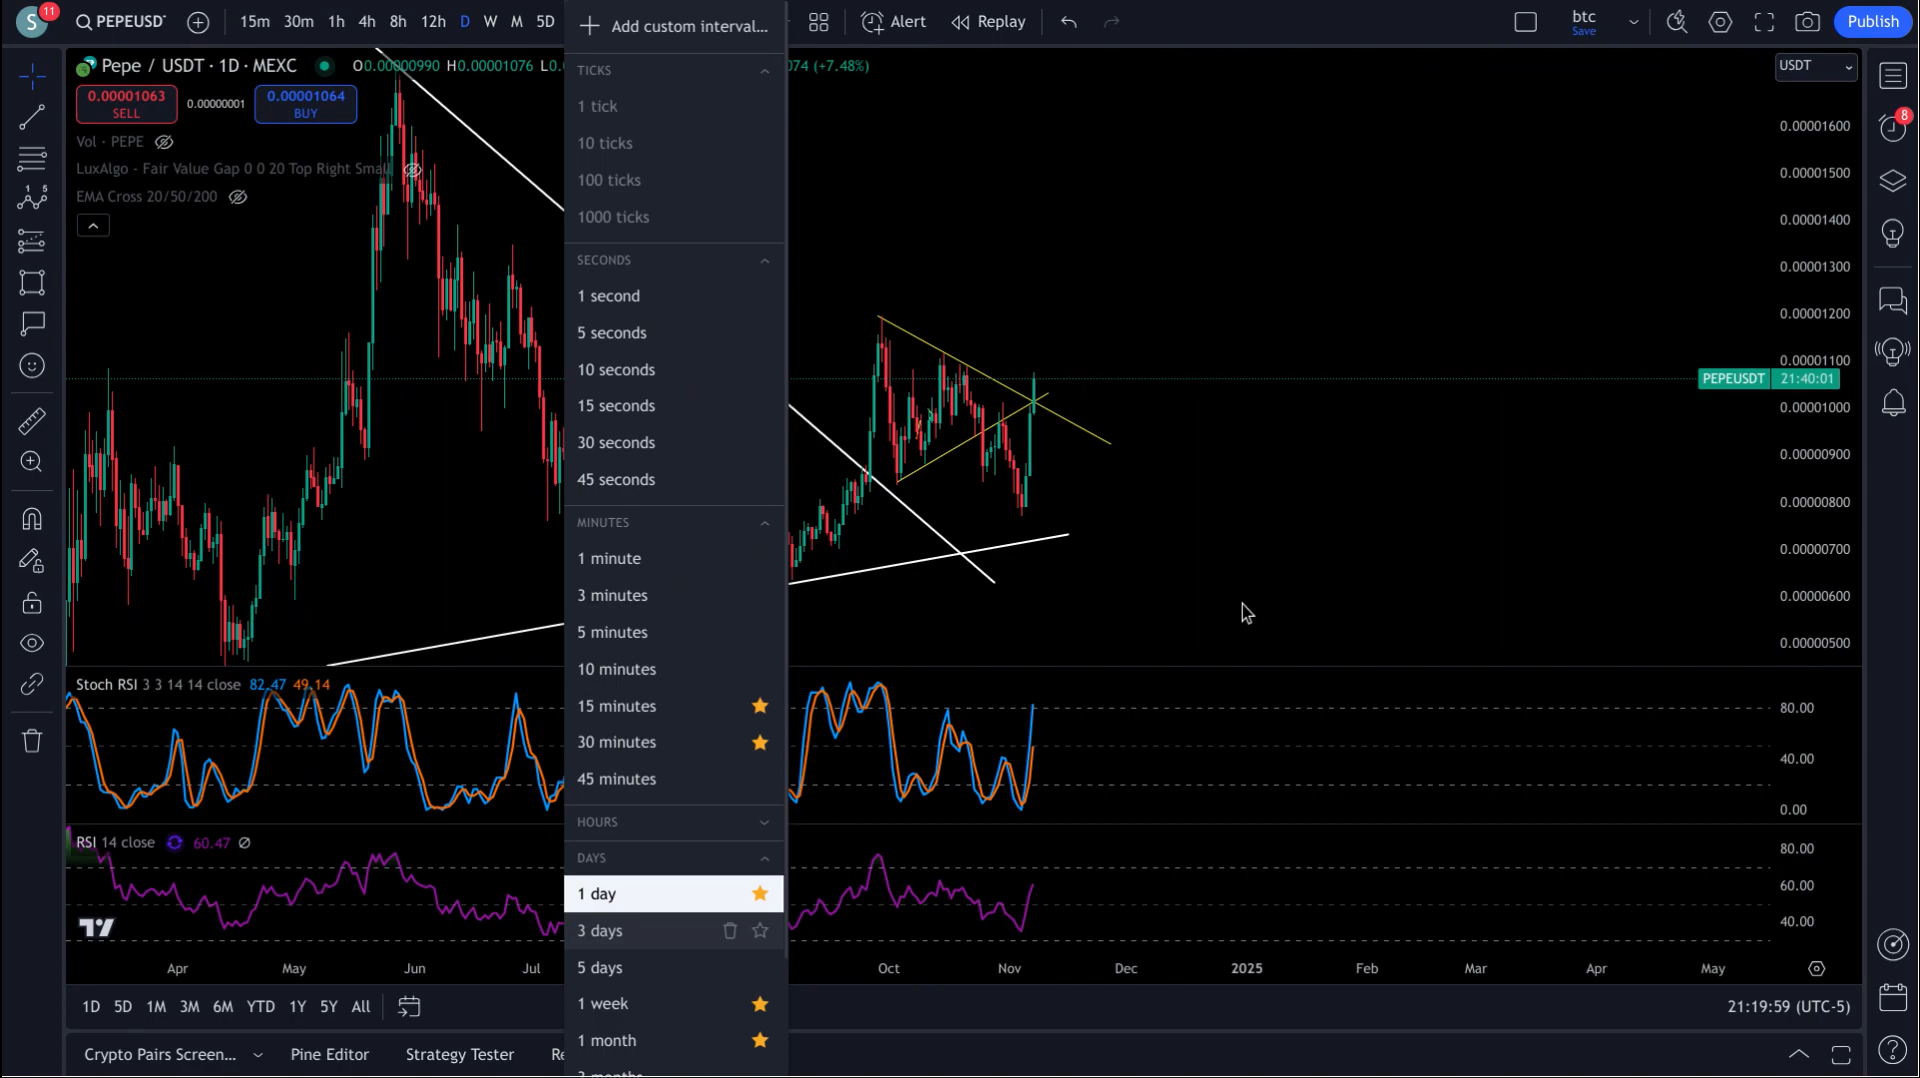 S 11 PEPEUSDT 15m 30m 1h 4h 8h 12h D W M 5D Alert Replay btc Save Publish
Pepe / USDT · 1D · MEXC O0.00000990 H0.00001076 L0.0 074 (+7.48%) USDT
0.00001063 SELL 0.00000001 0.00001064 BUY
Vol · PEPE
LuxAlgo - Fair Value Gap 0 0 20 Top Right Small
EMA Cross 20/50/200
1 5
Add custom interval...
TICKS
1 tick
10 ticks
100 ticks
1000 ticks
SECONDS
1 second
5 seconds
10 seconds
15 seconds
30 seconds
45 seconds
MINUTES
1 minute
3 minutes
5 minutes
10 minutes
15 minutes
30 minutes
45 minutes
HOURS
DAYS
1 day
3 days
5 days
1 week
1 month
3 months
0.00001600
0.00001500
0.00001400
0.00001300
0.00001200
0.00001100
PEPEUSDT 21:40:01
0.00001000
0.00000900
0.00000800
0.00000700
0.00000600
0.00000500
8
Stoch RSI 3 3 14 14 close 82.47 49.14
80.00
40.00
0.00
RSI 14 close 60.47
80.00
60.00
40.00
Apr May Jun Jul Oct Nov Dec 2025 Feb Mar Apr May
1D 5D 1M 3M 6M YTD 1Y 5Y All 21:19:59 (UTC-5)
Crypto Pairs Screen... Pine Editor Strategy Tester Re